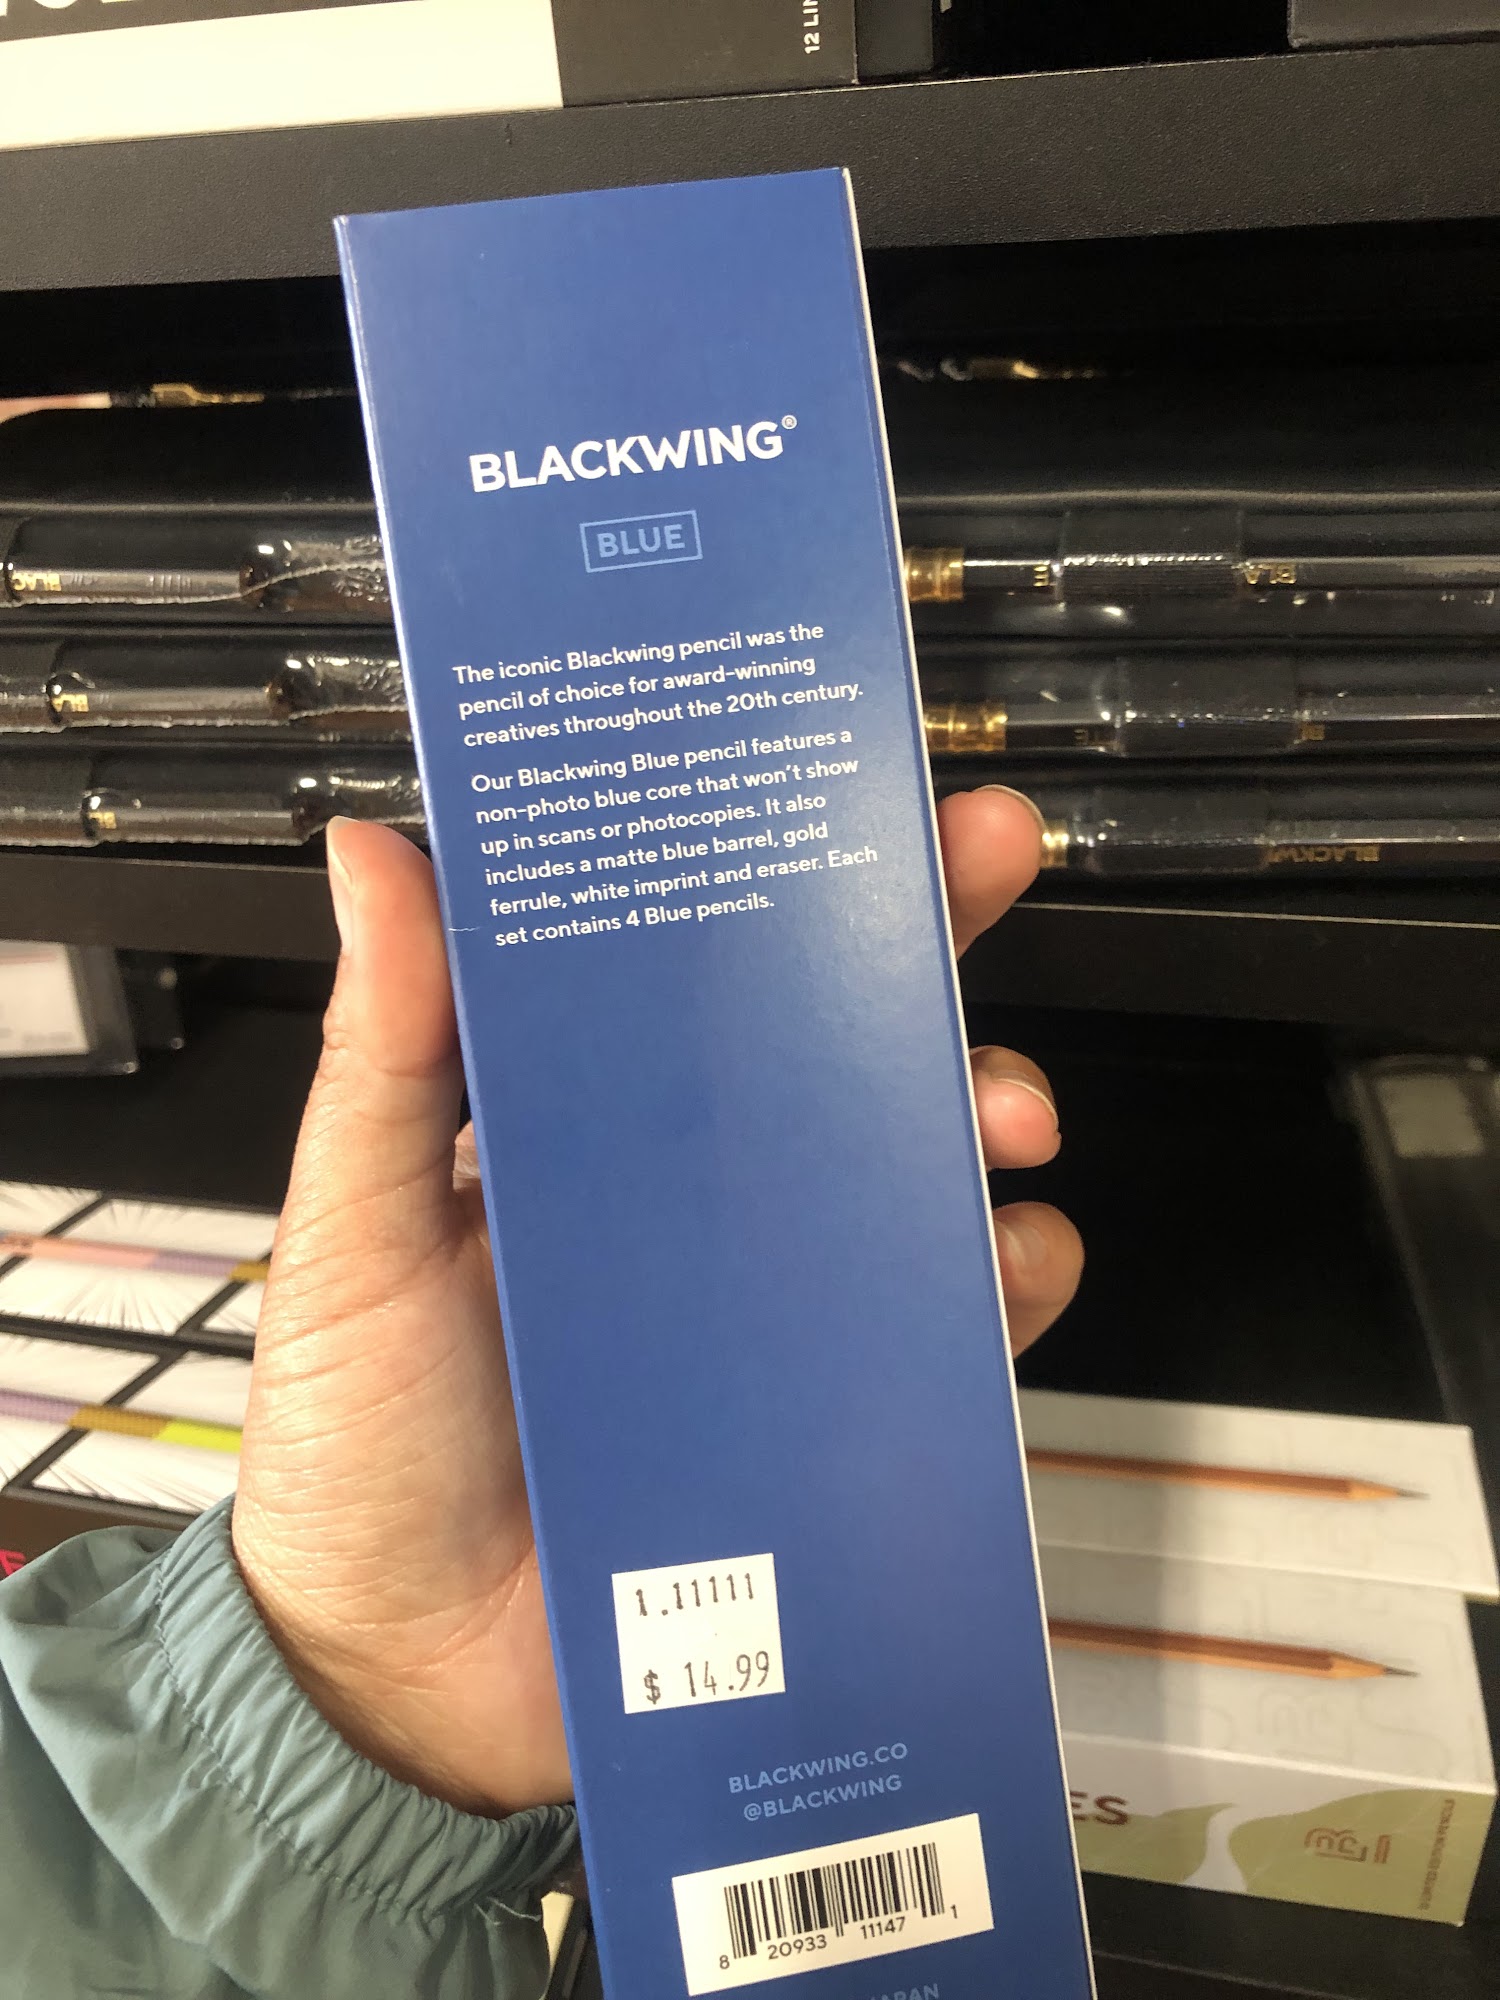 12 LIN
BLACKWING®
BLUE
The iconic Blackwing pencil was the
pencil of choice for award-winning
creatives throughout the 20th century.
Our Blackwing Blue pencil features a
non-photo blue core that won't show
up in scans or photocopies. It also
includes a matte blue barrel, gold
ferrule, white imprint and eraser. Each
set contains 4 Blue pencils.
1.11111
$ 14.99
BLACKWING.CO
@BLACKWING
8 20933 11147 1
ES